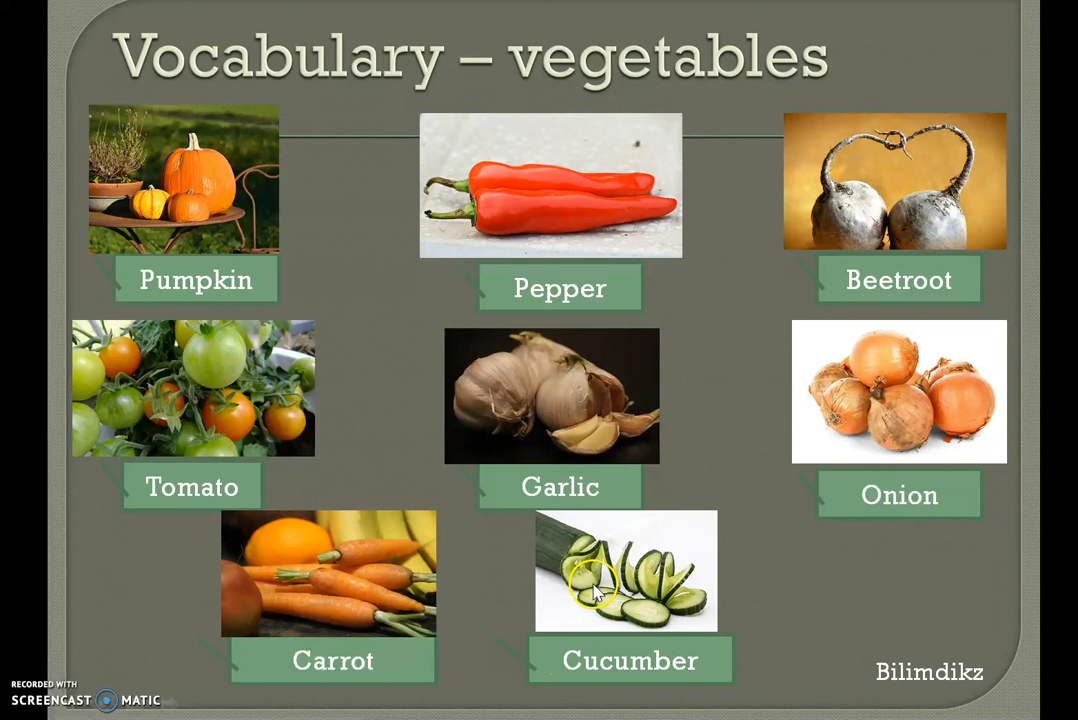 Vocabulary – vegetables
Pumpkin
Pepper
Beetroot
Tomato
Garlic
Onion
Carrot
Cucumber
Bilimdikz
RECORDED WITH
SCREENCAST MATIC